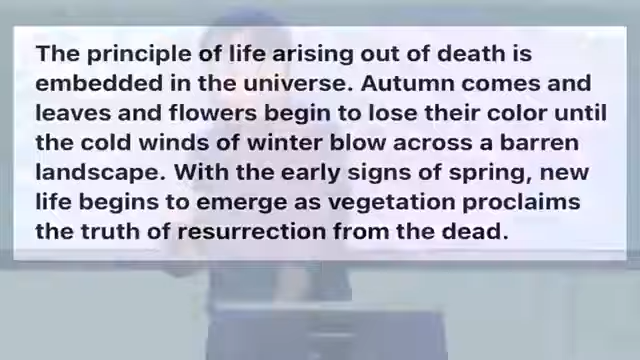 The principle of life arising out of death is
embedded in the universe. Autumn comes and
leaves and flowers begin to lose their color until
the cold winds of winter blow across a barren
landscape. With the early signs of spring, new
life begins to emerge as vegetation proclaims
the truth of resurrection from the dead.